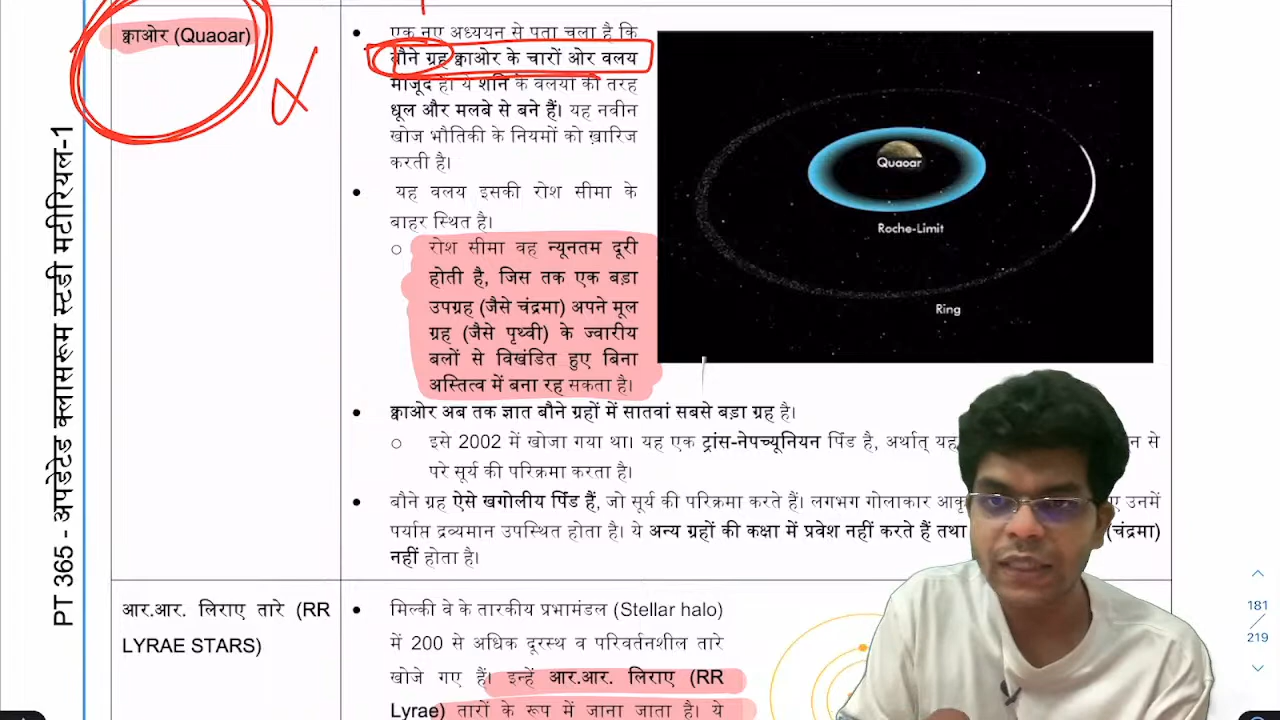 क्वाओर (Quaoar)
एक नए अध्ययन से पता चला है कि
बौने ग्रह क्वाओर के चारों ओर वलय
मौजूद हैं। ये शनि के वलयों की तरह
धूल और मलबे से बने हैं। यह नवीन
खोज भौतिकी के नियमों को ख़ारिज
करती है।
यह वलय इसकी रोश सीमा के
बाहर स्थित है।
रोश सीमा वह न्यूनतम दूरी
होती है, जिस तक एक बड़ा
उपग्रह (जैसे चंद्रमा) अपने मूल
ग्रह (जैसे पृथ्वी) के ज्वारीय
बलों से विखंडित हुए बिना
अस्तित्व में बना रह सकता है।
Quaoar
Roche-Limit
Ring
क्वाओर अब तक ज्ञात बौने ग्रहों में सातवां सबसे बड़ा ग्रह है।
इसे 2002 में खोजा गया था। यह एक ट्रांस-नेपच्यूनियन पिंड है, अर्थात् यह से
परे सूर्य की परिक्रमा करता है।
बौने ग्रह ऐसे खगोलीय पिंड हैं, जो सूर्य की परिक्रमा करते हैं। लगभग गोलाकार उनमें
पर्याप्त द्रव्यमान उपस्थित होता है। ये अन्य ग्रहों की कक्षा में प्रवेश नहीं करते हैं तथा (चंद्रमा)
नहीं होता है।
आर.आर. लिराए तारे (RR
LYRAE STARS)
मिल्की वे के तारकीय प्रभामंडल (Stellar halo)
में 200 से अधिक दूरस्थ व परिवर्तनशील तारे
खोजे गए हैं। इन्हें आर.आर. लिराए (RR
Lyrae) तारों के रूप में जाना जाता है। ये
PT 365 - अपडेटेड क्लासरूम स्टडी मटीरियल-1
181
219